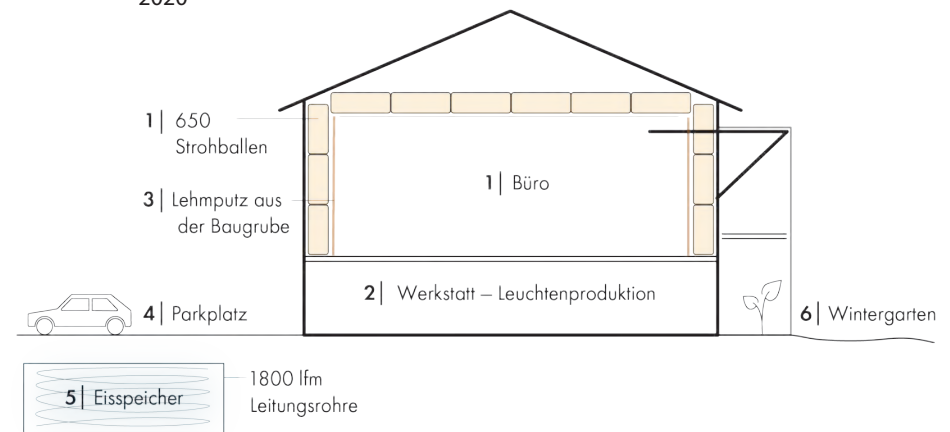 2020
1| 650
Strohballen
3| Lehmputz aus
der Baugrube
1| Büro
2| Werkstatt – Leuchtenproduktion
4| Parkplatz
6| Wintergarten
5| Eisspeicher
1800 lfm
Leitungsrohre